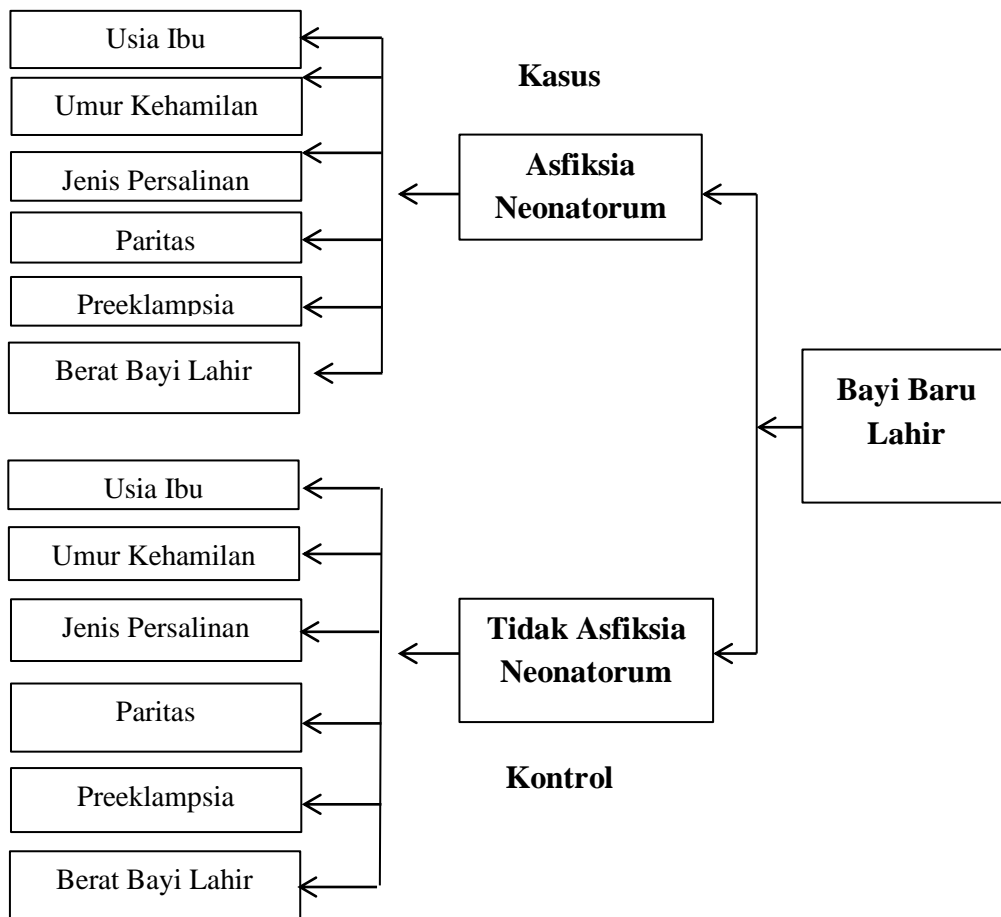 Usia Ibu
Umur Kehamilan
Jenis Persalinan
Paritas
Preeklampsia
Berat Bayi Lahir
Kasus
Asfiksia
Neonatorum
Bayi Baru
Lahir
Usia Ibu
Umur Kehamilan
Jenis Persalinan
Paritas
Preeklampsia
Berat Bayi Lahir
Tidak Asfiksia
Neonatorum
Kontrol